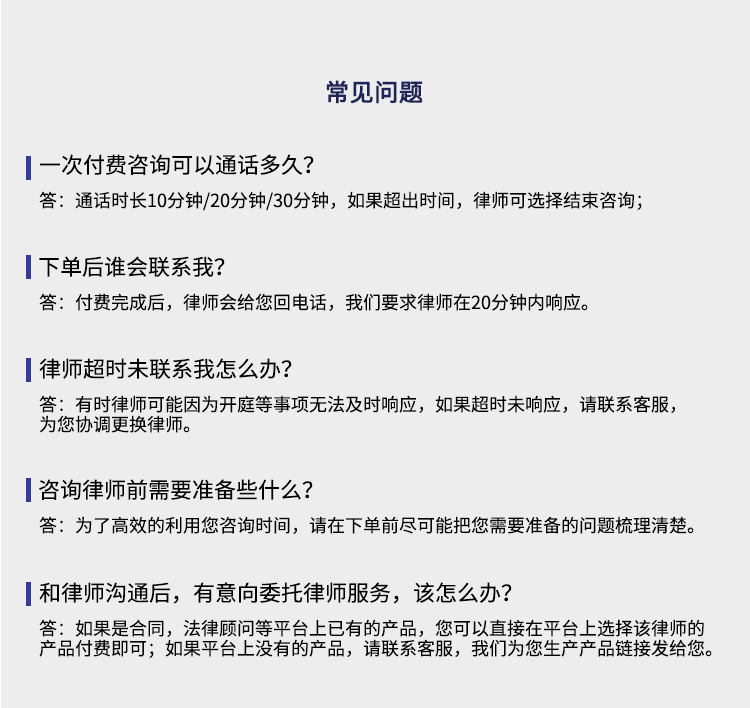 常见问题
一次付费咨询可以通话多久？
答：通话时长10分钟/20分钟/30分钟，如果超出时间，律师可选择结束咨询；
下单后谁会联系我？
答：付费完成后，律师会给您回电话，我们要求律师在20分钟内响应。
律师超时未联系我怎么办？
答：有时律师可能因为开庭等事项无法及时响应，如果超时未响应，请联系客服，
为您协调更换律师。
咨询律师前需要准备些什么？
答：为了高效的利用您咨询时间，请在下单前尽可能把您需要准备的问题梳理清楚。
和律师沟通后，有意向委托律师服务，该怎么办？
答：如果是合同，法律顾问等平台上已有的产品，您可以直接在平台上选择该律师的
产品付费即可；如果平台上没有的产品，请联系客服，我们为您生产产品链接发给您。